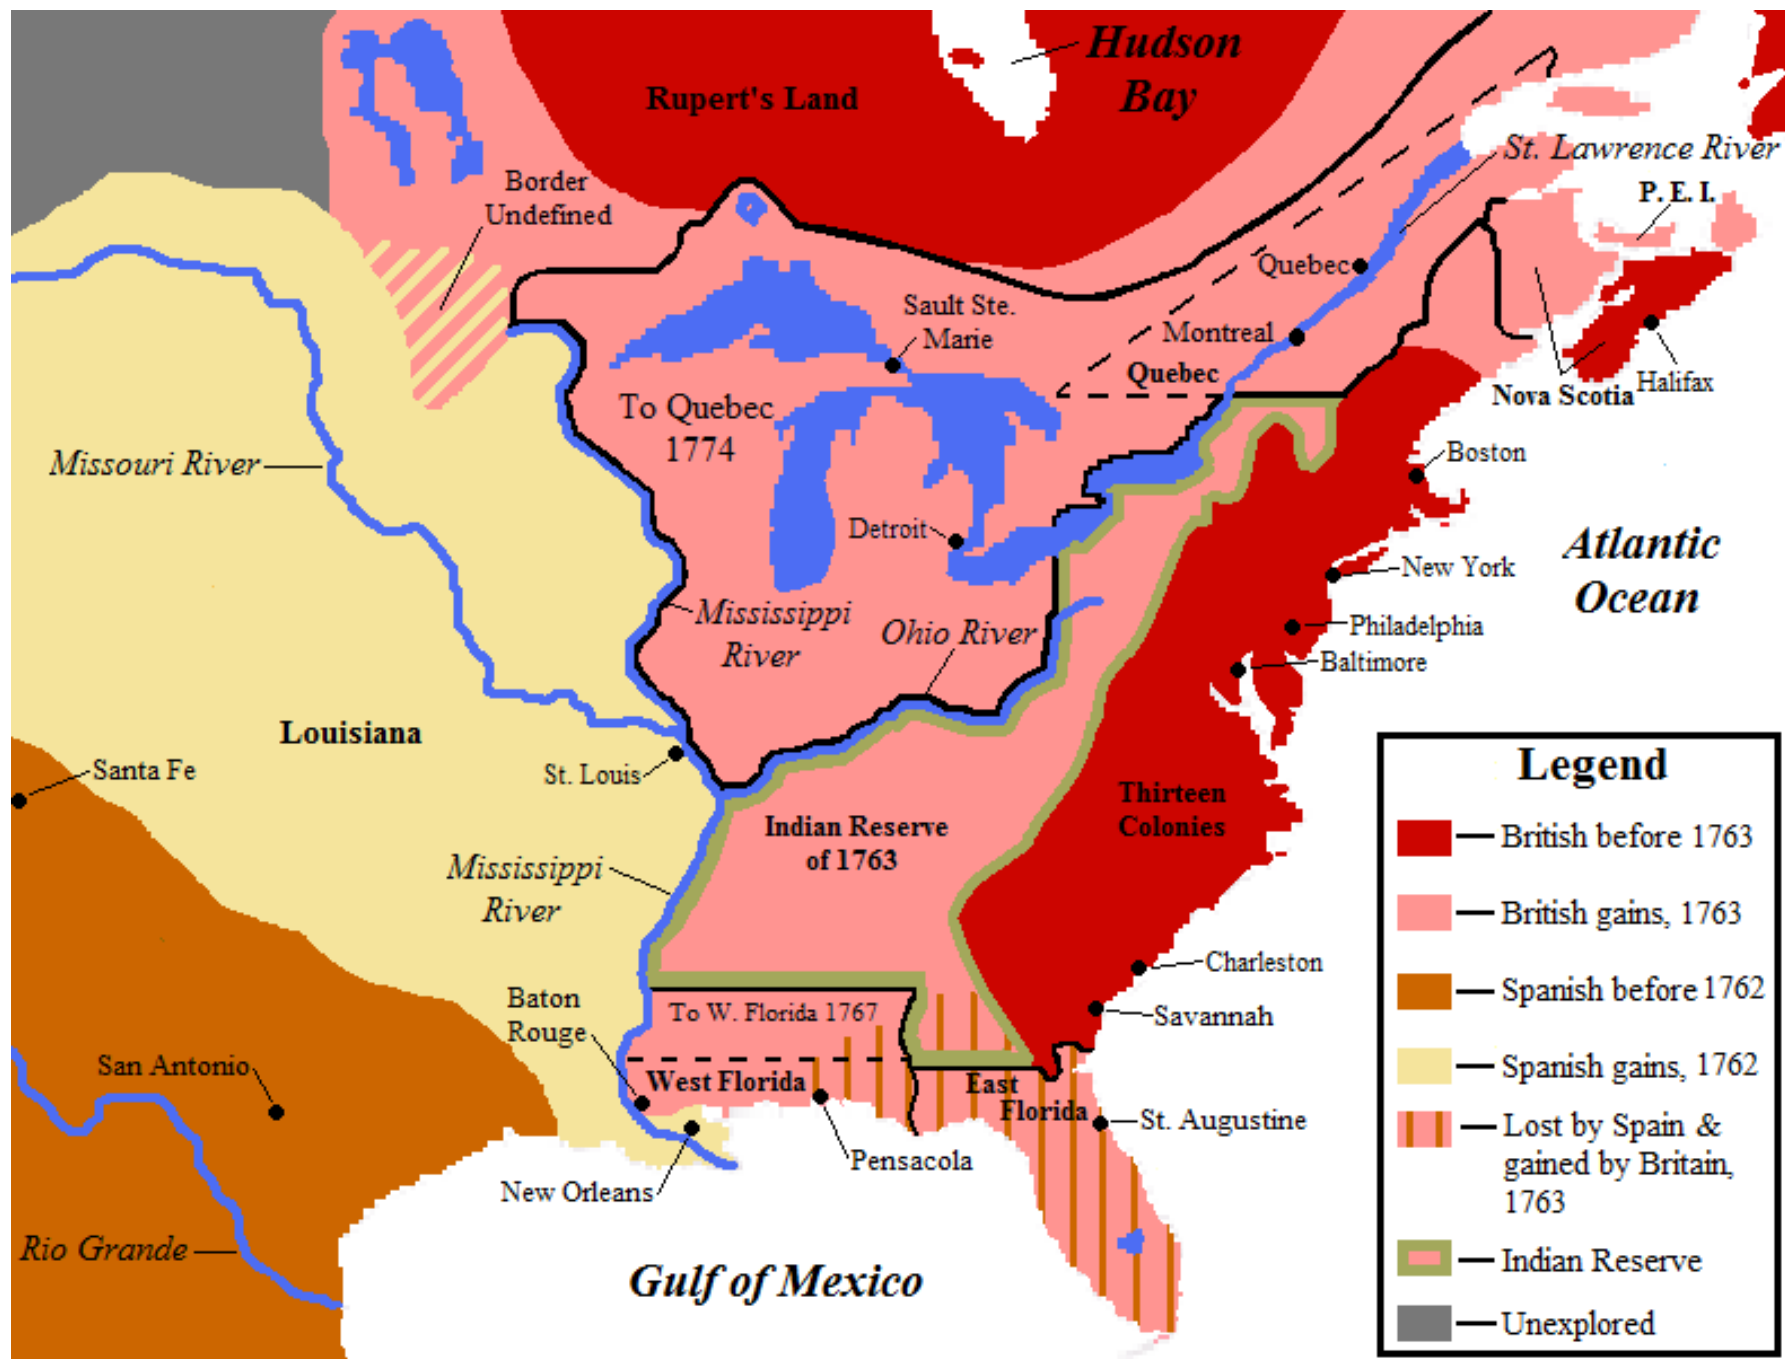 Hudson
Bay
Rupert's Land
St. Lawrence River
Border
Undefined
P. E. I.
Quebec
Sault Ste.
Marie
Montreal
Quebec
Nova Scotia
Halifax
To Quebec
1774
Missouri River
Boston
Detroit
Atlantic
Ocean
New York
Mississippi
River
Ohio River
Philadelphia
Baltimore
Louisiana
Santa Fe
St. Louis
Thirteen
Colonies
Indian Reserve
of 1763
Mississippi
River
Charleston
Baton
Rouge
To W. Florida 1767
Savannah
San Antonio
West Florida
East
Florida
St. Augustine
Pensacola
New Orleans
Rio Grande
Gulf of Mexico
Legend
British before 1763
British gains, 1763
Spanish before 1762
Spanish gains, 1762
Lost by Spain &
gained by Britain,
1763
Indian Reserve
Unexplored